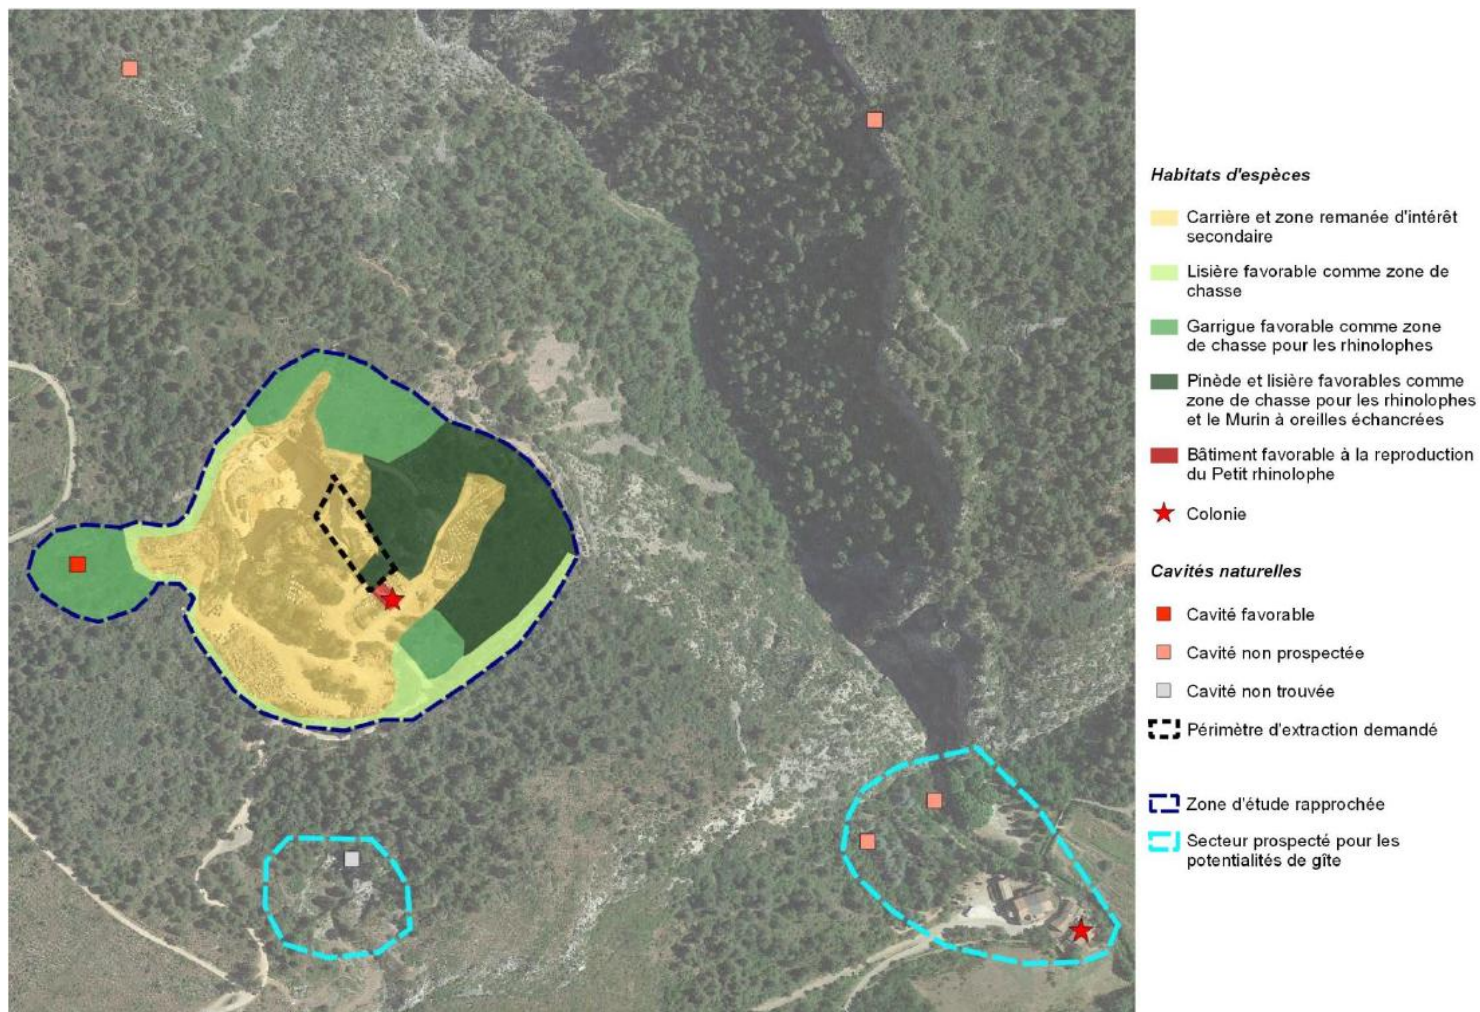 Habitats d'espèces
Carrière et zone remanée d'intérêt
secondaire
Lisière favorable comme zone de
chasse
Garrigue favorable comme zone
de chasse pour les rhinolophes
Pinède et lisière favorables comme
zone de chasse pour les rhinolophes
et le Murin à oreilles échancrées
Bâtiment favorable à la reproduction
du Petit rhinolophe
Colonie
Cavités naturelles
Cavité favorable
Cavité non prospectée
Cavité non trouvée
Périmètre d'extraction demandé
Zone d'étude rapprochée
Secteur prospecté pour les
potentialités de gîte